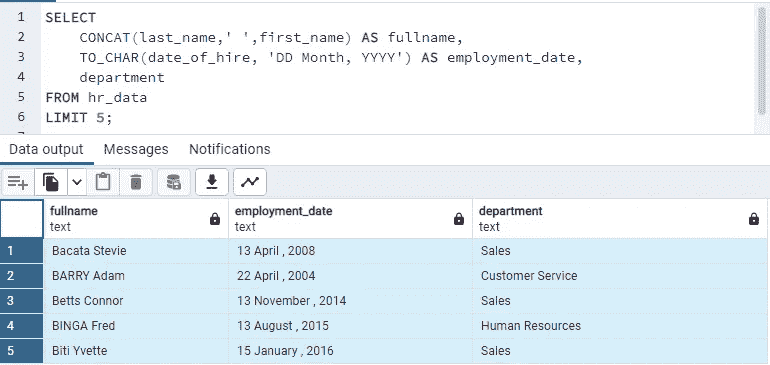 1 SELECT
2 CONCAT(last_name,' ',first_name) AS fullname,
3 TO_CHAR(date_of_hire, 'DD Month, YYYY') AS employment_date,
4 department
5 FROM hr_data
6 LIMIT 5;
Data output Messages Notifications
fullname employment_date department
text text text
1 Bacata Stevie 13 April , 2008 Sales
2 BARRY Adam 22 April , 2004 Customer Service
3 Betts Connor 13 November , 2014 Sales
4 BINGA Fred 13 August , 2015 Human Resources
5 Biti Yvette 15 January , 2016 Sales